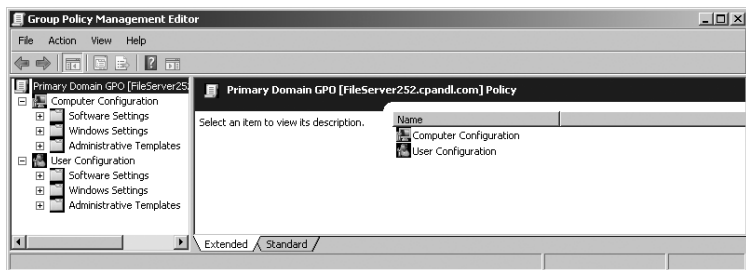 Group Policy Management Editor
File Action View Help
Primary Domain GPO [FileServer25
Computer Configuration
Software Settings
Windows Settings
Administrative Templates
User Configuration
Software Settings
Windows Settings
Administrative Templates
Primary Domain GPO [FileServer252.cpandl.com] Policy
Select an item to view its description.
Name
Computer Configuration
User Configuration
Extended Standard